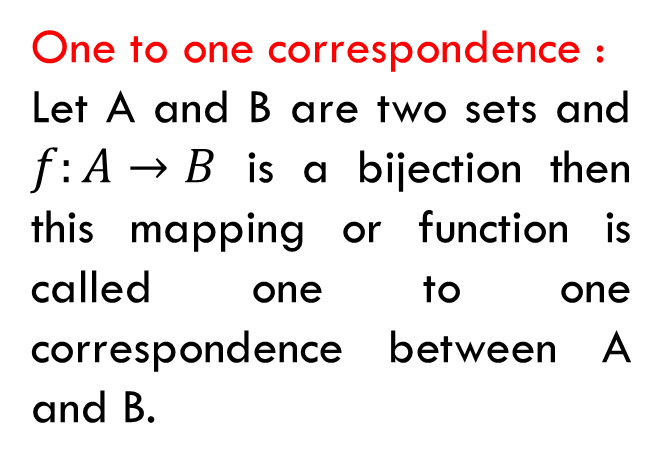 One to one correspondence :
Let A and B are two sets and
f: A → B is a bijection then
this mapping or function is
called one to one
correspondence between A
and B.